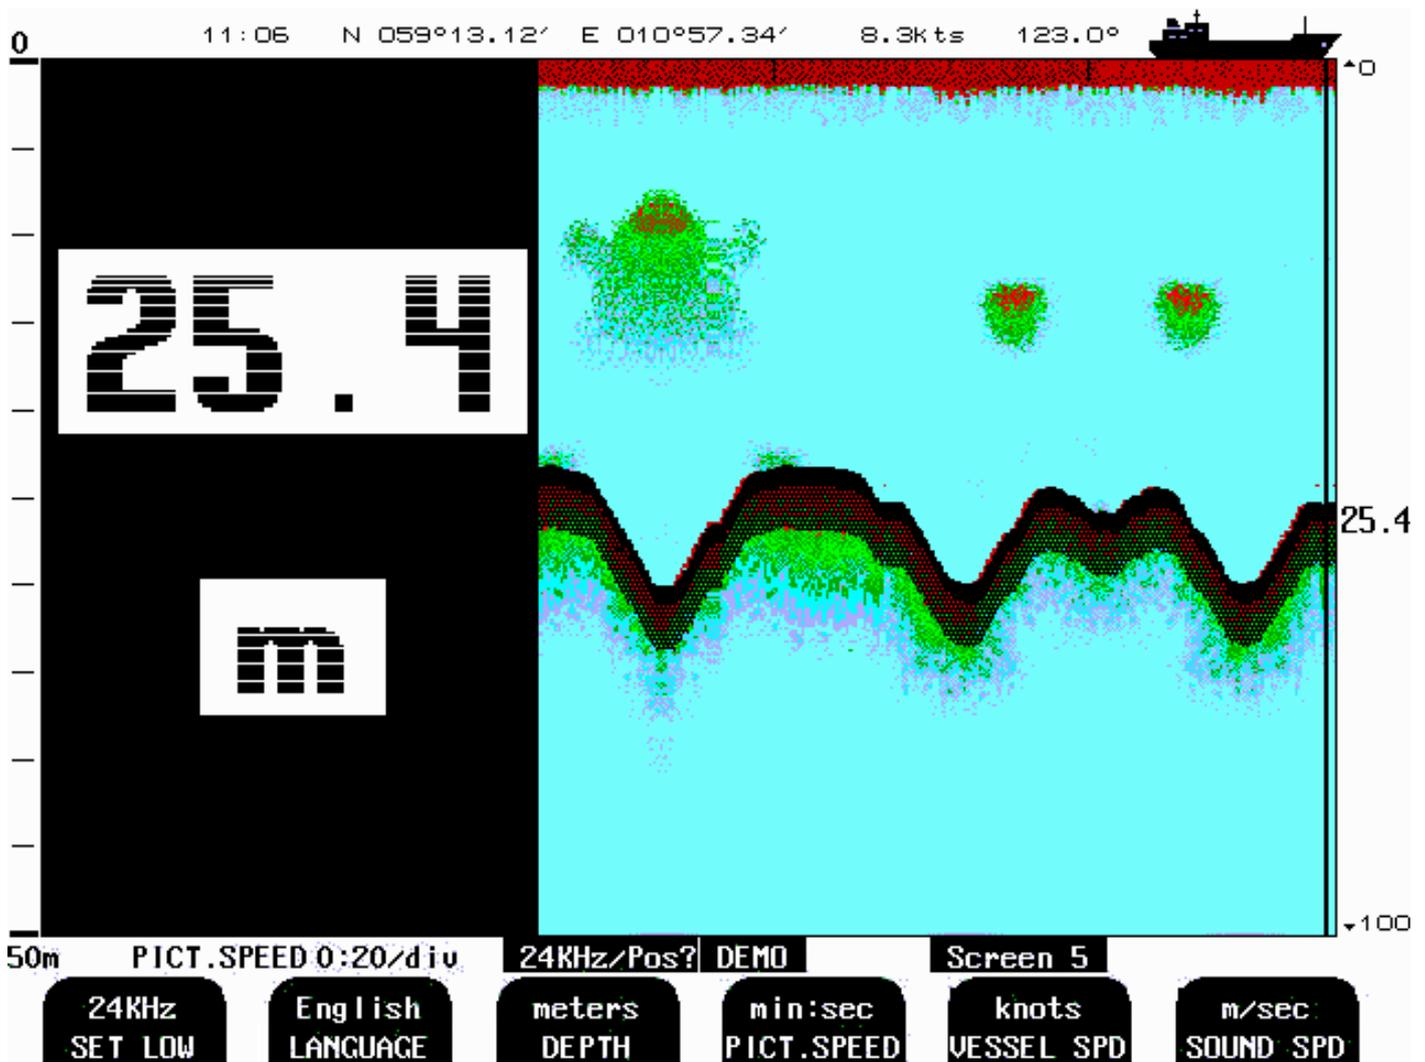 11:06 N 059°13.12' E 010°57.34' 8.3kts 123.0°
0
0
25.4
m
25.4
100
50m PICT.SPEED 0:20/div 24KHz/Pos? DEMO Screen 5
24KHz English meters min:sec knots m/sec
SET LOW LANGUAGE DEPTH PICT.SPEED VESSEL SPD SOUND SPD